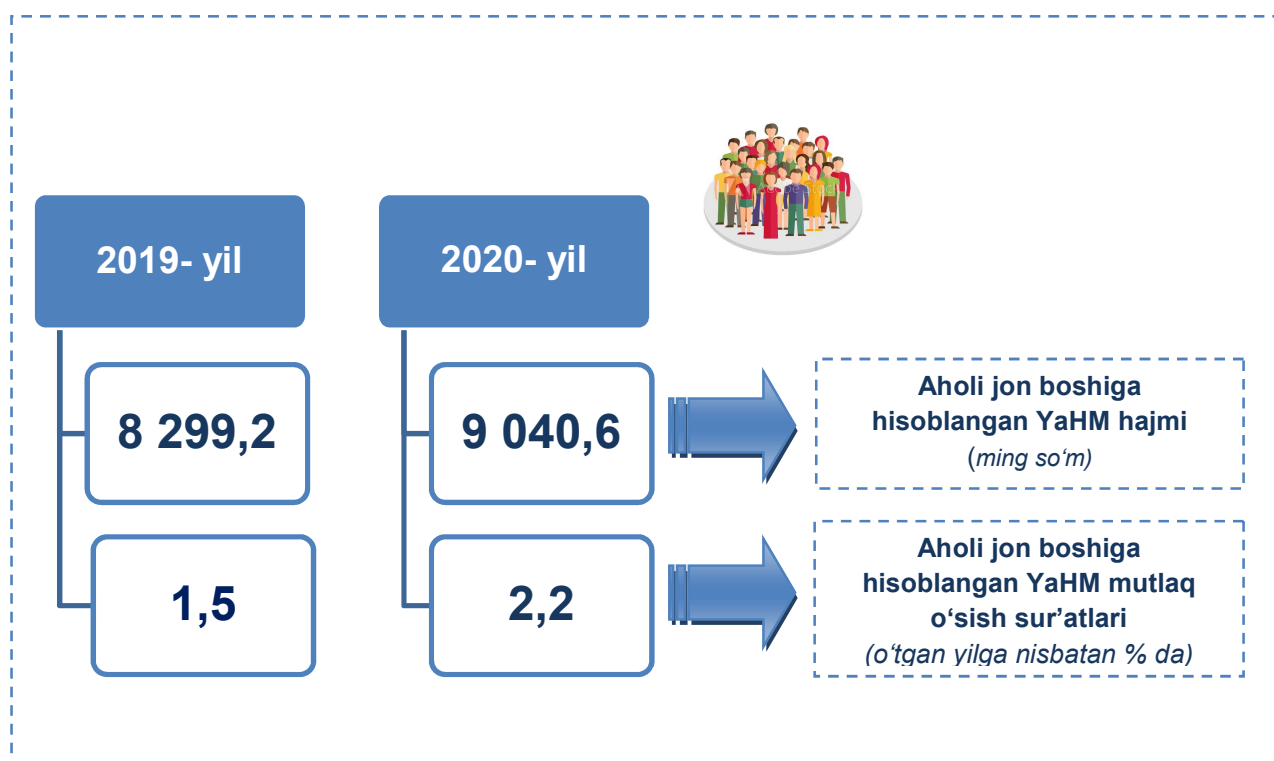 2019- yil
2020- yil
8 299,2
9 040,6
Aholi jon boshiga
hisoblangan YaHM hajmi
(ming so‘m)
1,5
2,2
Aholi jon boshiga
hisoblangan YaHM mutlaq
o‘sish sur’atlari
(o‘tgan yilga nisbatan % da)